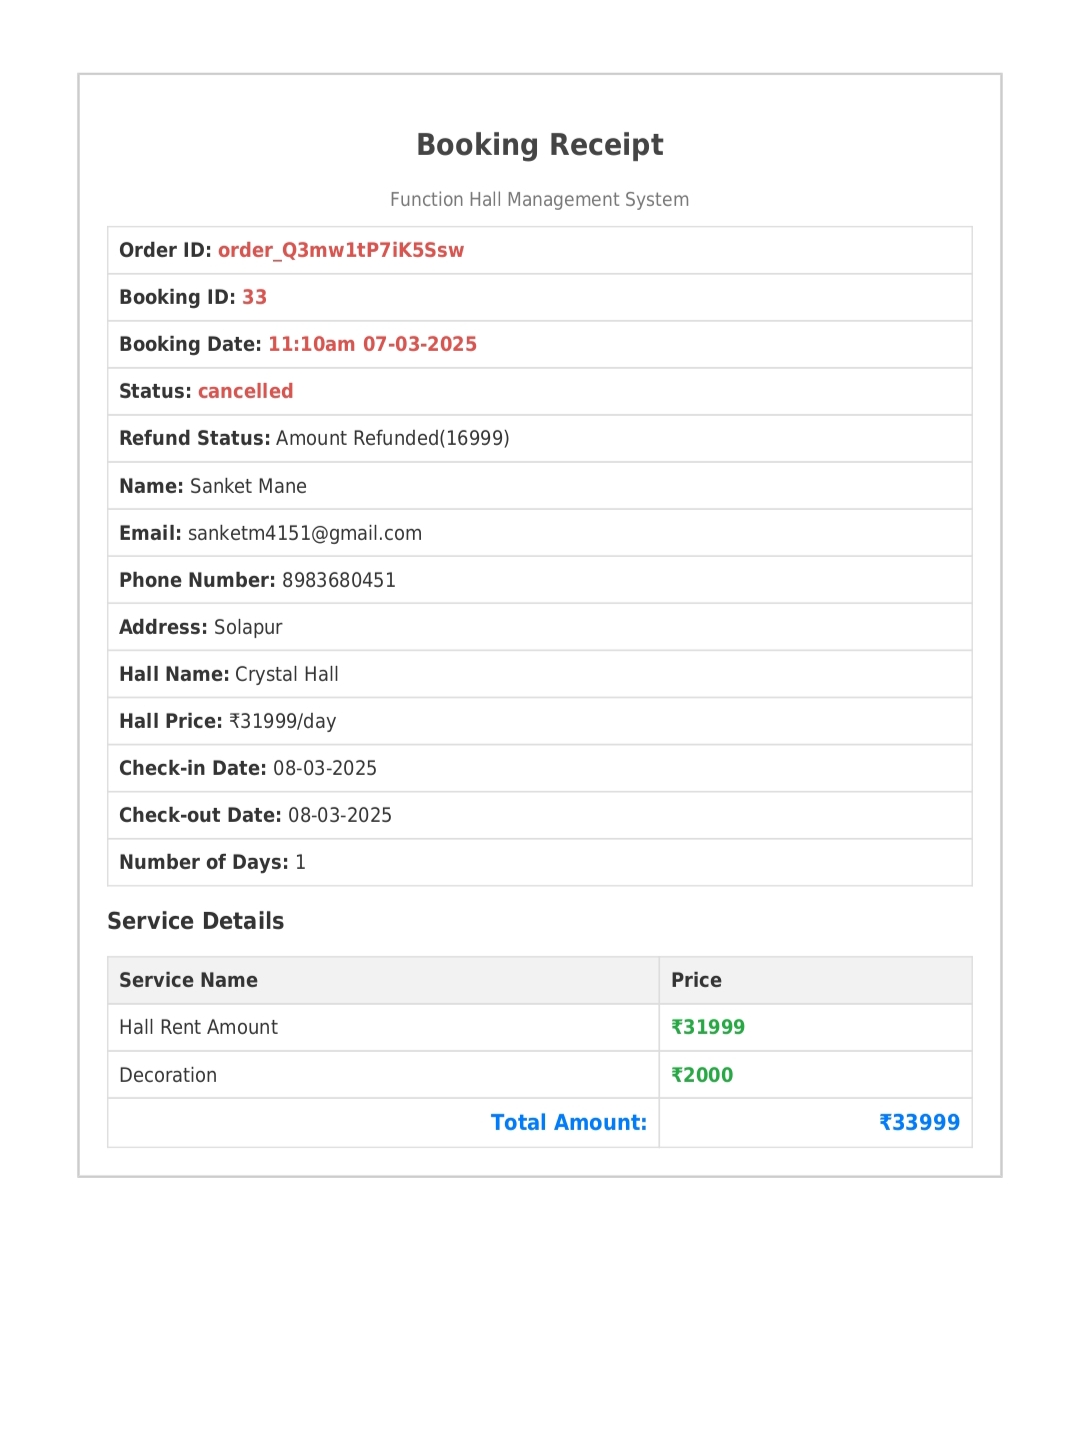 Booking Receipt
Function Hall Management System
Order ID: order_Q3mw1tP7iK5Ssw
Booking ID: 33
Booking Date: 11:10am 07-03-2025
Status: cancelled
Refund Status: Amount Refunded(16999)
Name: Sanket Mane
Email: sanketm4151@gmail.com
Phone Number: 8983680451
Address: Solapur
Hall Name: Crystal Hall
Hall Price: ₹31999/day
Check-in Date: 08-03-2025
Check-out Date: 08-03-2025
Number of Days: 1
Service Details
Service Name Price
Hall Rent Amount ₹31999
Decoration ₹2000
Total Amount: ₹33999